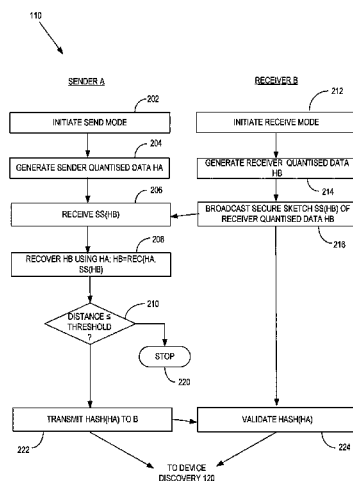 110
SENDER A
RECEIVER B
202
212
INITIATE SEND MODE
INITIATE RECEIVE MODE
204
GENERATE SENDER QUANTISED DATA HA
GENERATE RECEIVER QUANTISED DATA
HB
206
214
RECEIVE SS(HB)
BROADCAST SECURE SKETCH SS(HB) OF
RECEIVER QUANTISED DATA HB
208
216
RECOVER HB USING HA; HB=REC(HA,
SS(HB)
210
DISTANCE ≤
THRESHOLD
?
STOP
220
TRANSMIT HASH(HA) TO B
VALIDATE HASH(HA)
222
224
TO DEVICE
DISCOVERY 120